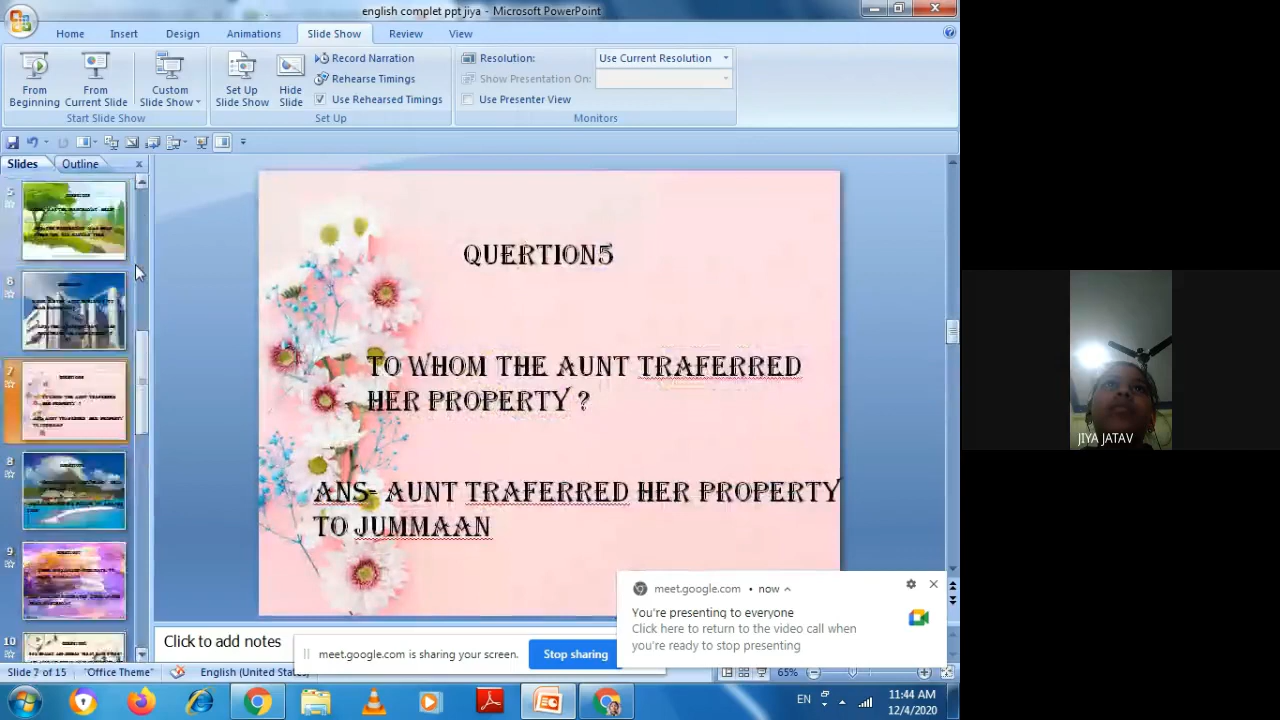 english complet ppt jiya - Microsoft PowerPoint
Home Insert Design Animations Slide Show Review View
From Beginning
From Current Slide
Custom Slide Show
Set Up Slide Show
Hide Slide
Record Narration
Rehearse Timings
Use Rehearsed Timings
Resolution: Use Current Resolution
Show Presentation On:
Use Presenter View
Start Slide Show Set Up Monitors
Slides Outline
5
6
7
8
9
10
QUERTION5
TO WHOM THE AUNT TRAFERRED
HER PROPERTY ?
ANS- AUNT TRAFERRED HER PROPERTY
TO JUMMAAN
JIYA JATAV
meet.google.com • now
You're presenting to everyone
Click here to return to the video call when
you're ready to stop presenting
Click to add notes
meet.google.com is sharing your screen. Stop sharing
Slide 7 of 15 "Office Theme" English (United States) 65%
EN
11:44 AM
12/4/2020